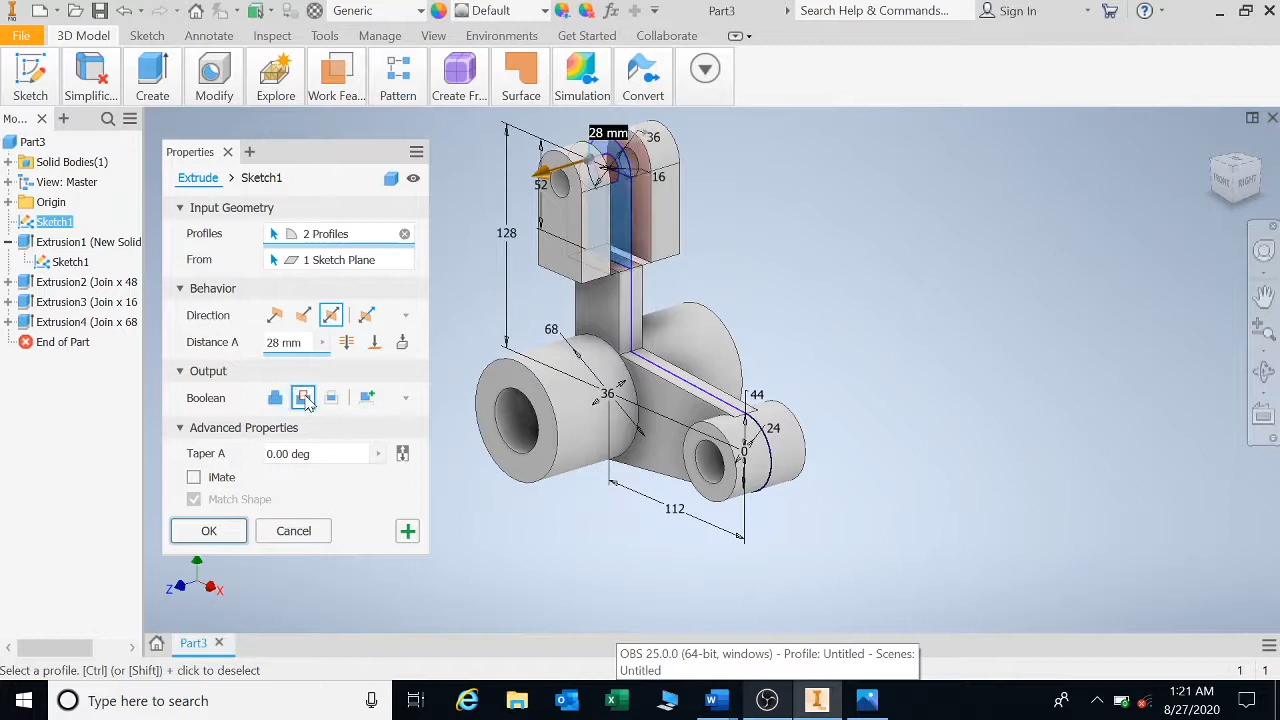 Generic
Default
Part3
Search Help & Commands...
Sign In
File
3D Model
Sketch
Annotate
Inspect
Tools
Manage
View
Environments
Get Started
Collaborate
Sketch
Simplific...
Create
Modify
Explore
Work Fea...
Pattern
Create Fr...
Surface
Simulation
Convert
Mo...
Part3
Solid Bodies(1)
View: Master
Origin
Sketch1
Extrusion1 (New Solid
Sketch1
Extrusion2 (Join x 48
Extrusion3 (Join x 16
Extrusion4 (Join x 68
End of Part
Properties
Extrude > Sketch1
Input Geometry
Profiles 2 Profiles
From 1 Sketch Plane
Behavior
Direction
Distance A 28 mm
Output
Boolean
Advanced Properties
Taper A 0.00 deg
iMate
Match Shape
OK
Cancel
28 mm
36
16
52
128
68
36
44
24
0
112
FRONT
RIGHT
Z
X
Part3
Select a profile. [Ctrl] (or [Shift]) + click to deselect
1
1
OBS 25.0.0 (64-bit, windows) - Profile: Untitled - Scenes:
Untitled
Type here to search
1:21 AM
8/27/2020